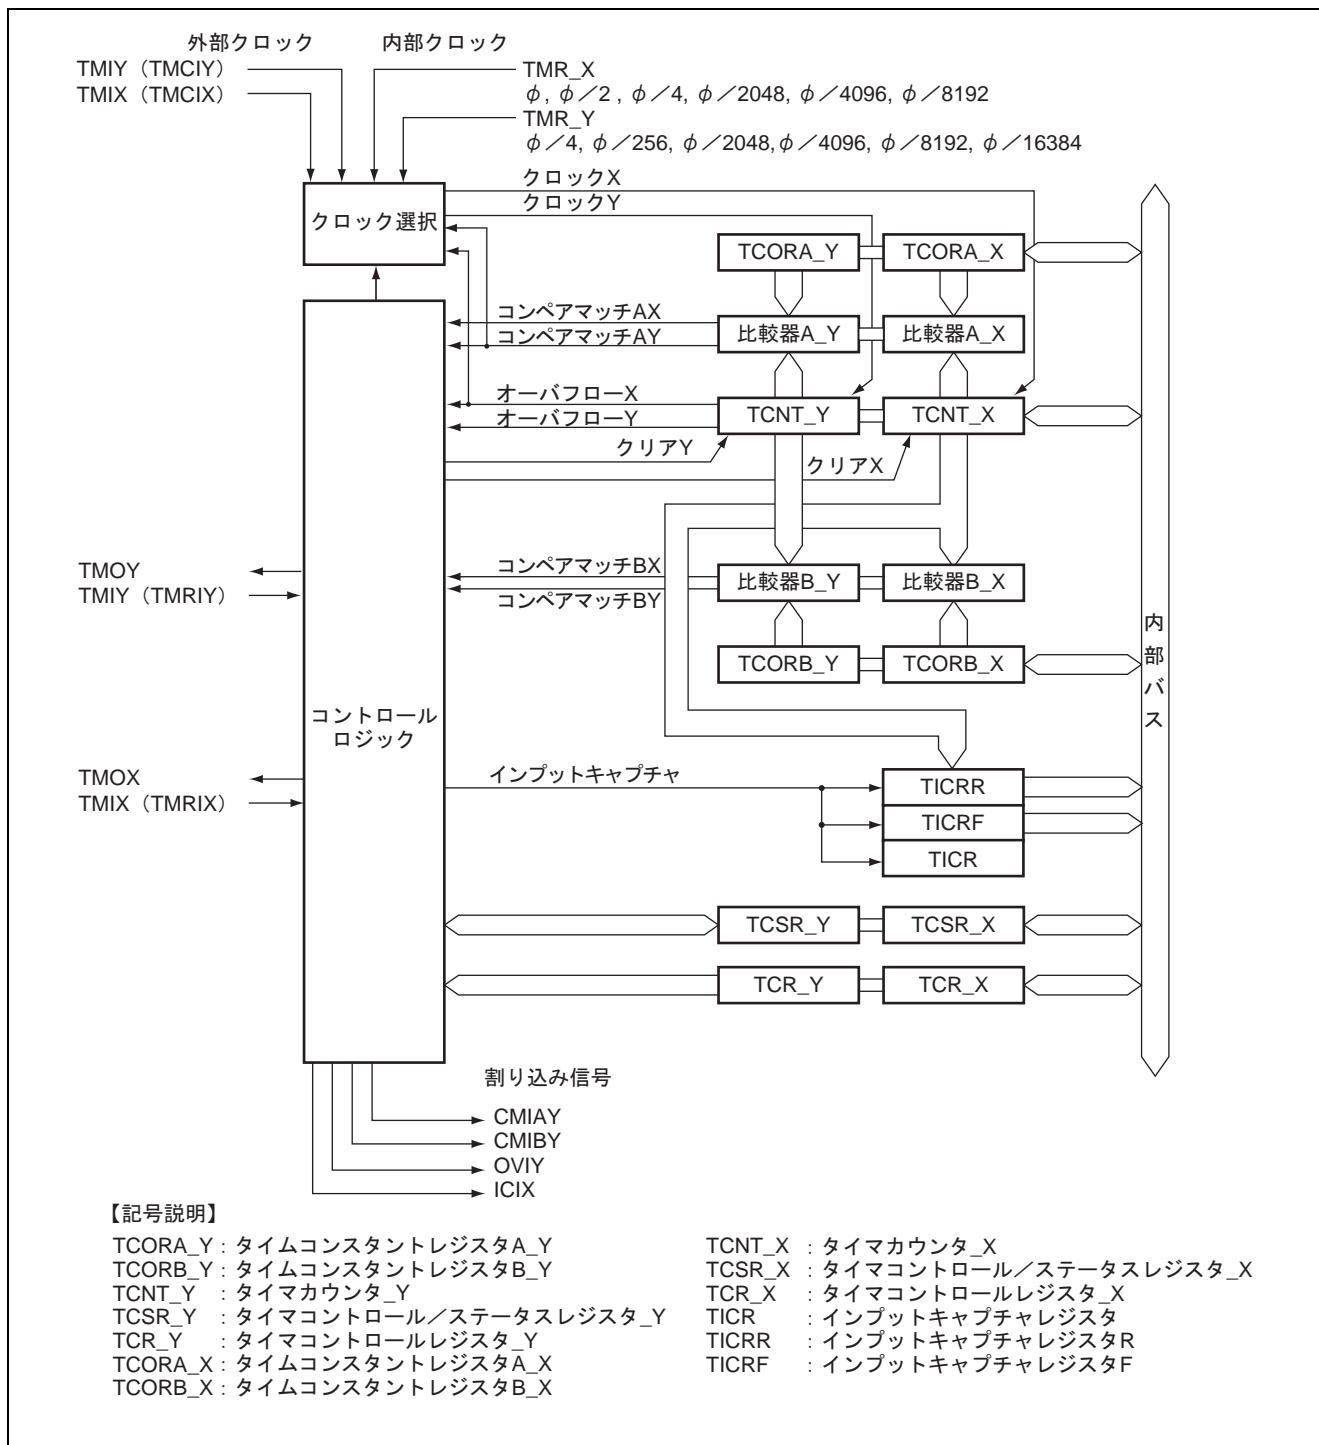 外部クロック
内部クロック
TMIY（TMCIY）
TMIX（TMCIX）
TMR_X
φ, φ／2 , φ／4, φ／2048, φ／4096, φ／8192
TMR_Y
φ／4, φ／256, φ／2048,φ／4096, φ／8192, φ／16384
クロックX
クロックY
クロック選択
TCORA_Y
TCORA_X
コンペアマッチAX
コンペアマッチAY
比較器A_Y
比較器A_X
オーバフローX
オーバフローY
TCNT_Y
TCNT_X
クリアY
クリアX
TMOY
TMIY（TMRIY）
コンペアマッチBX
コンペアマッチBY
比較器B_Y
比較器B_X
TCORB_Y
TCORB_X
内部バス
コントロール
ロジック
TMOX
TMIX（TMRIX）
インプットキャプチャ
TICRR
TICRF
TICR
TCSR_Y
TCSR_X
TCR_Y
TCR_X
割り込み信号
CMIAY
CMIBY
OVIY
ICIX
【記号説明】
TCORA_Y : タイムコンスタントレジスタA_Y
TCORB_Y : タイムコンスタントレジスタB_Y
TCNT_Y : タイマカウンタ_Y
TCSR_Y : タイマコントロール／ステータスレジスタ_Y
TCR_Y : タイマコントロールレジスタ_Y
TCORA_X : タイムコンスタントレジスタA_X
TCORB_X : タイムコンスタントレジスタB_X
TCNT_X : タイマカウンタ_X
TCSR_X : タイマコントロール／ステータスレジスタ_X
TCR_X : タイマコントロールレジスタ_X
TICR : インプットキャプチャレジスタ
TICRR : インプットキャプチャレジスタR
TICRF : インプットキャプチャレジスタF